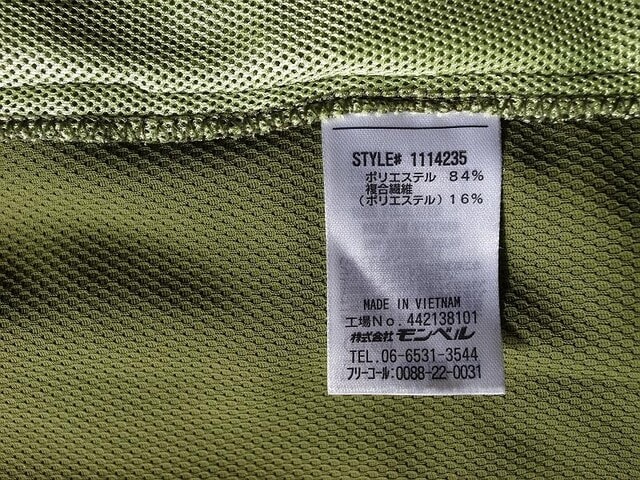 STYLE# 1114235
ポリエステル 84%
複合繊維
(ポリエステル)16%
MADE IN VIETNAM
工場No.442138101
株式会社モンベル
TEL.06-6531-3544
フリーコール:0088-22-0031